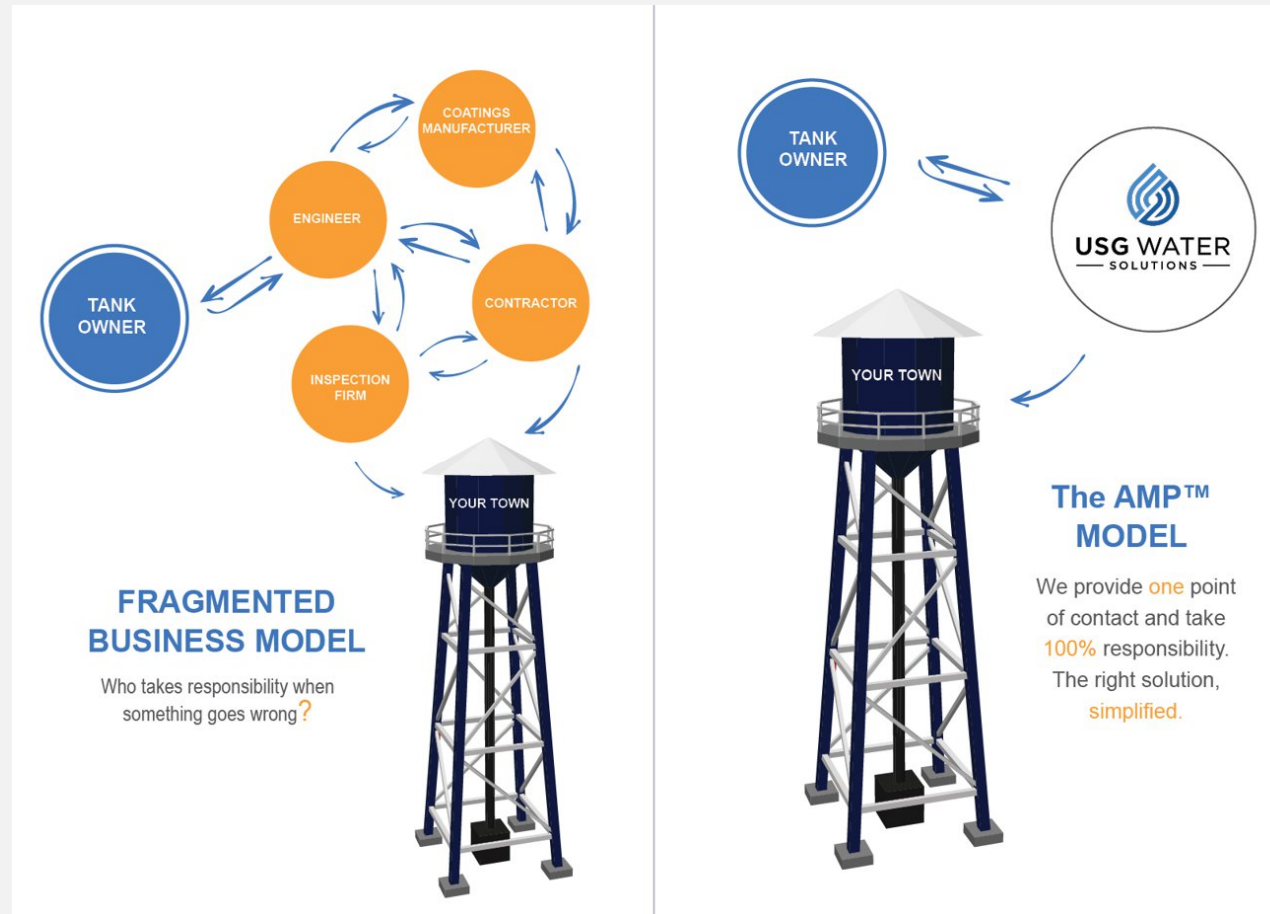 COATINGS
MANUFACTURER
ENGINEER
CONTRACTOR
TANK
OWNER
INSPECTION
FIRM
YOUR TOWN
FRAGMENTED
BUSINESS MODEL
Who takes responsibility when
something goes wrong?
TANK
OWNER
USG WATER
SOLUTIONS
YOUR TOWN
The AMP™
MODEL
We provide one point
of contact and take
100% responsibility.
The right solution,
simplified.